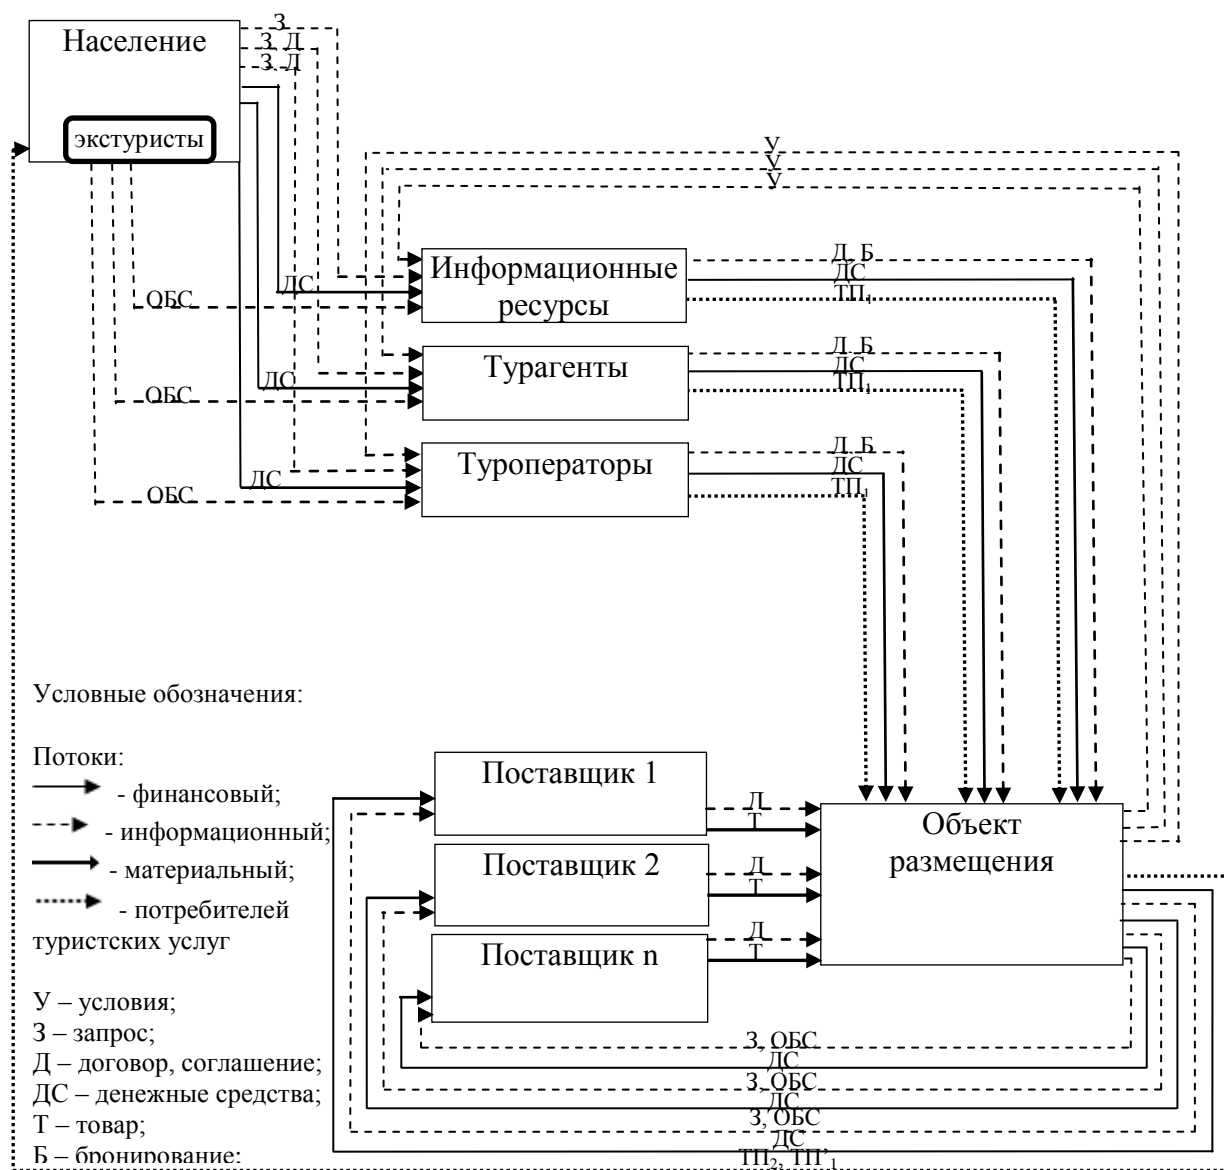 З
Население
З, Д
З, Д
экстуристы
У
У
У
Информационные
ресурсы
ДС
ОБС
Д, Б
ДС
ТП₁
Турагенты
ДС
ОБС
Д, Б
ДС
ТП₁
Туроператоры
ДС
ОБС
Д, Б
ДС
ТП₁
Условные обозначения:
Потоки:
- финансовый;
- информационный;
- материальный;
- потребителей
туристских услуг
У – условия;
З – запрос;
Д – договор, соглашение;
ДС – денежные средства;
Т – товар;
Б – бронирование;
Поставщик 1
Д
Т
Поставщик 2
Д
Т
Поставщик n
Д
Т
Объект
размещения
З, ОБС
ДС
З, ОБС
ДС
З, ОБС
ДС
ТП₂, ТП'₁